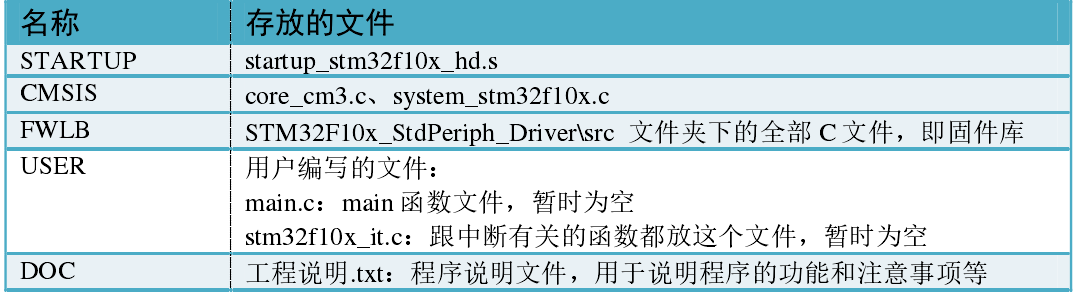 名称 存放的文件
STARTUP startup_stm32f10x_hd.s
CMSIS core_cm3.c、system_stm32f10x.c
FWLB STM32F10x_StdPeriph_Driver\src 文件夹下的全部 C 文件，即固件库
USER 用户编写的文件：
main.c：main 函数文件，暂时为空
stm32f10x_it.c：跟中断有关的函数都放这个文件，暂时为空
DOC 工程说明.txt：程序说明文件，用于说明程序的功能和注意事项等